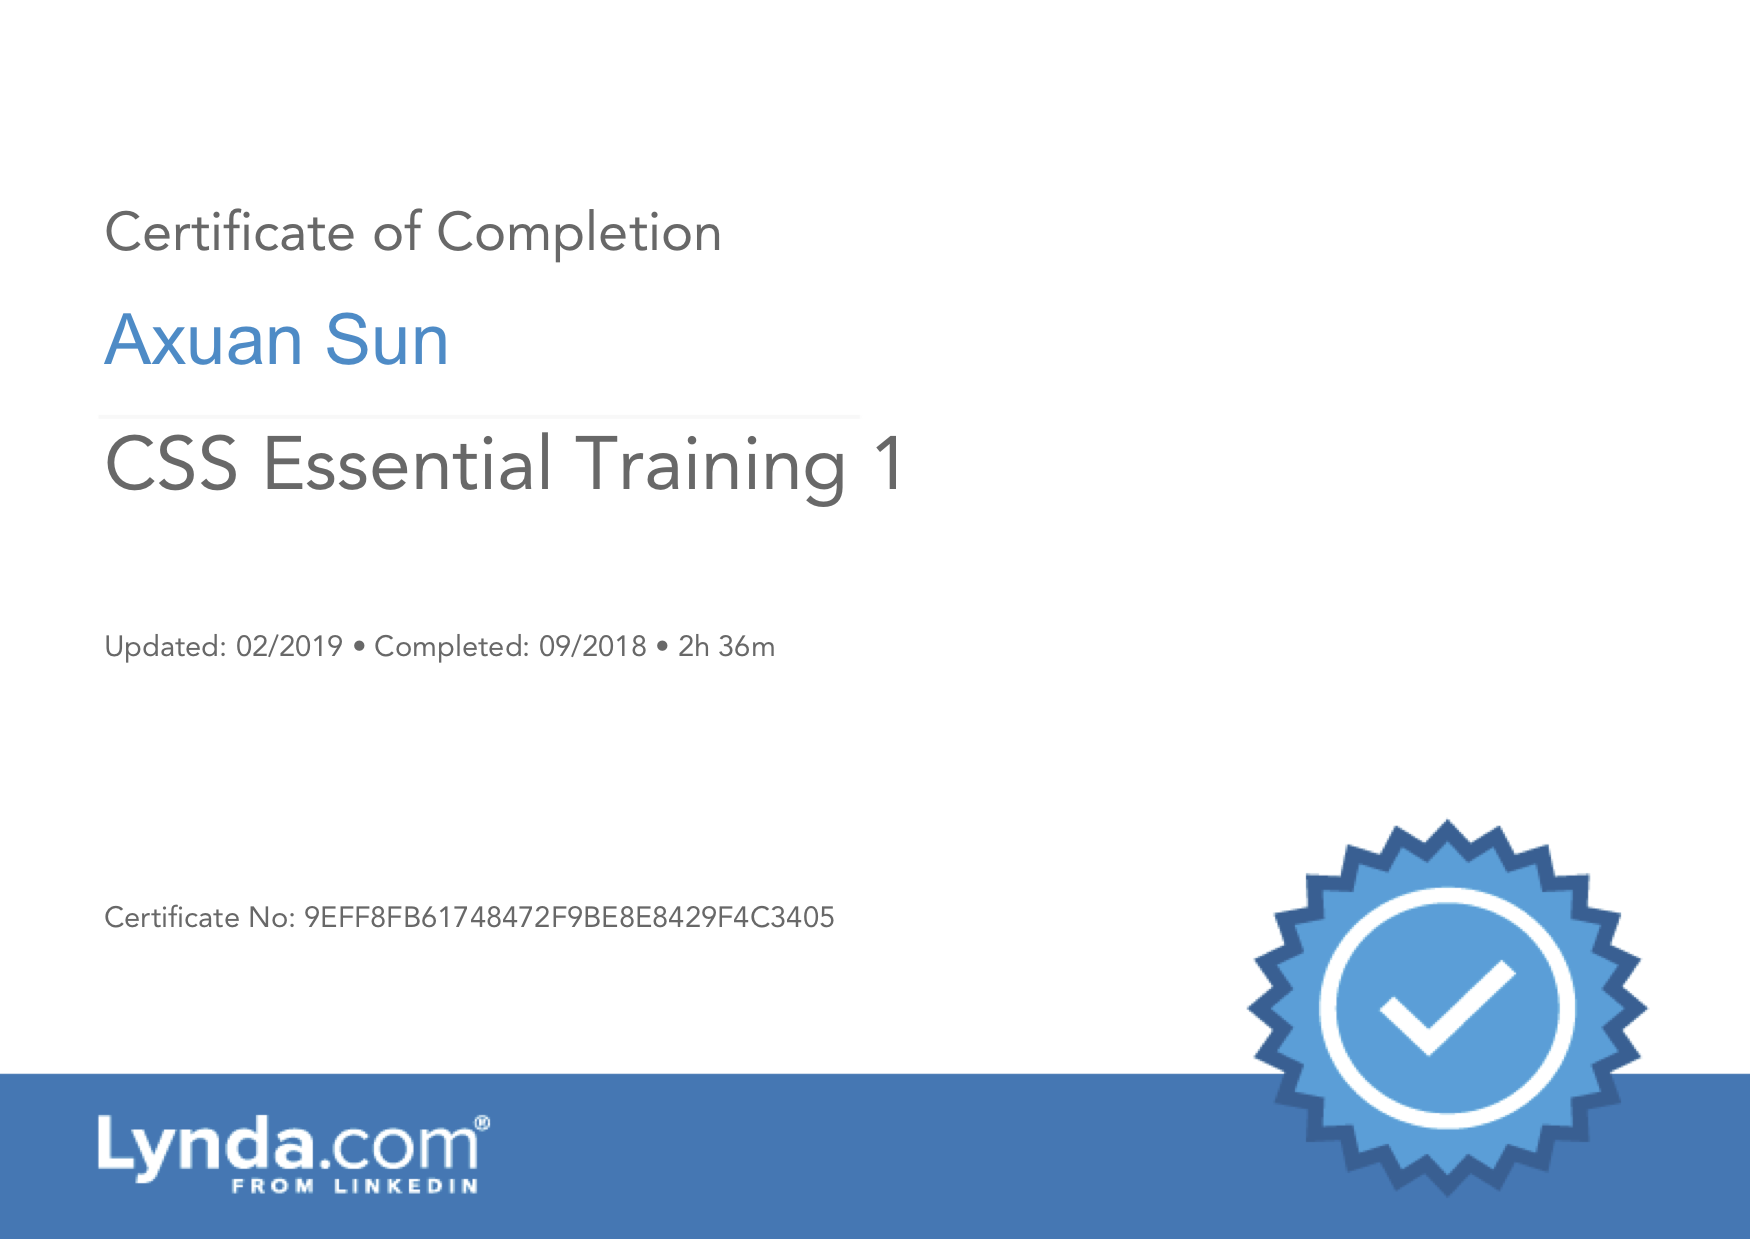 Certificate of Completion
Axuan Sun
CSS Essential Training 1
Updated: 02/2019 • Completed: 09/2018 • 2h 36m
Certificate No: 9EFF8FB61748472F9BE8E8429F4C3405
Lynda.com®
FROM LINKEDIN